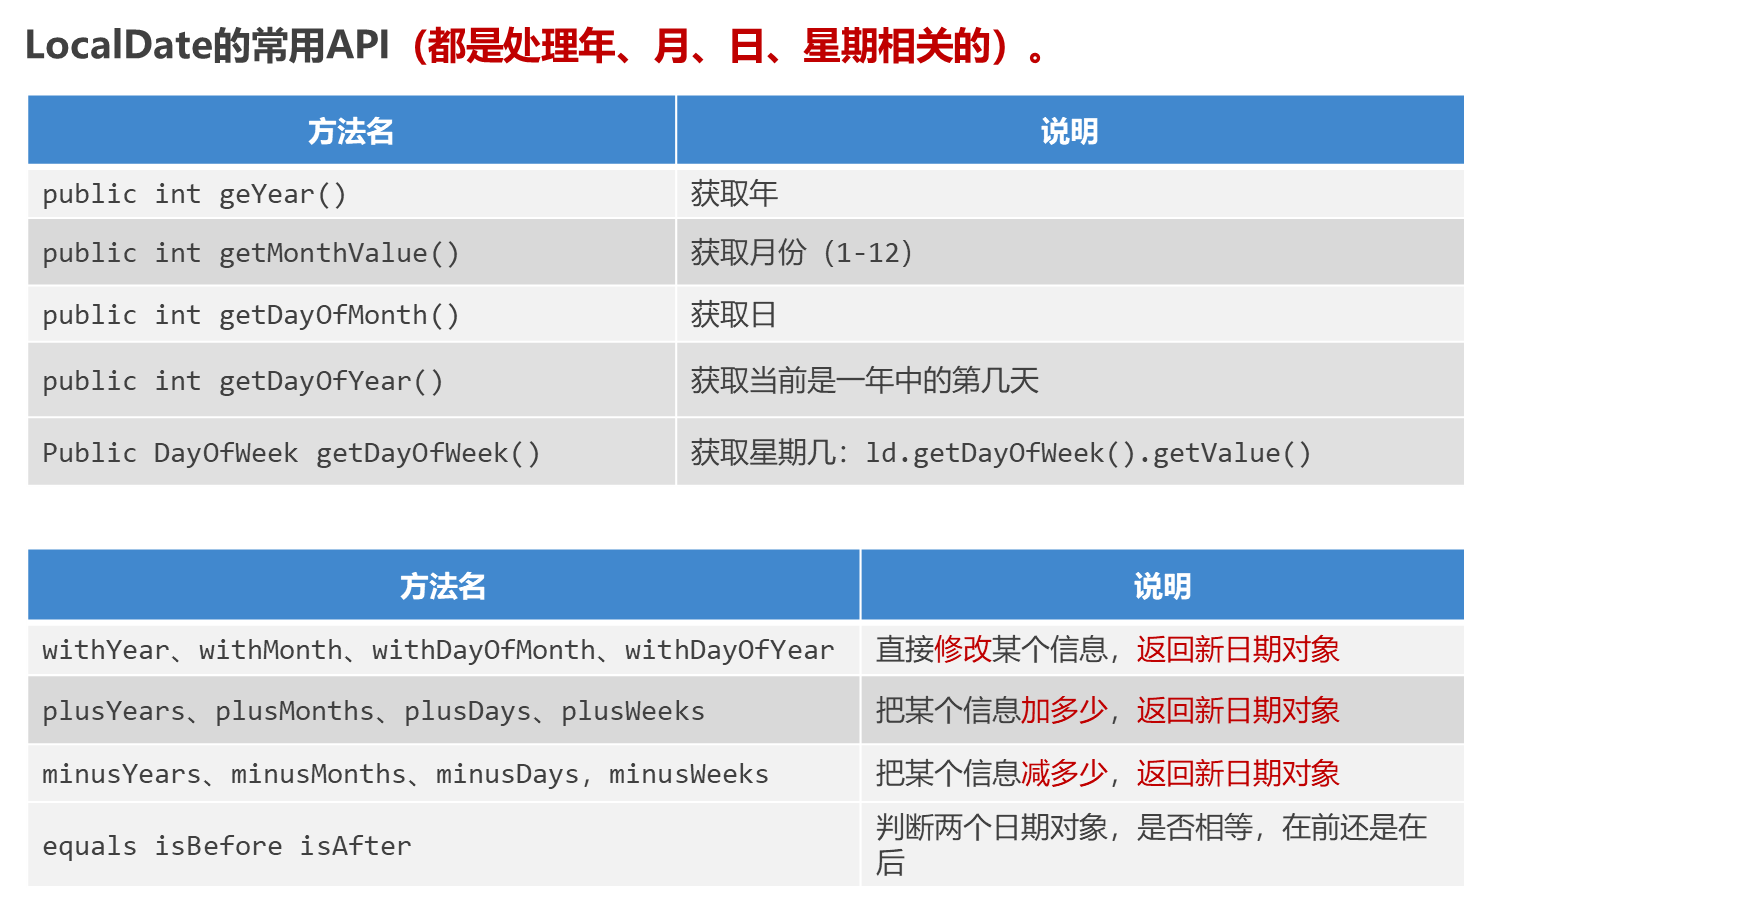 LocalDate的常用API（都是处理年、月、日、星期相关的）。
方法名 说明
public int geYear() 获取年
public int getMonthValue() 获取月份（1-12）
public int getDayOfMonth() 获取日
public int getDayOfYear() 获取当前是一年中的第几天
Public DayOfWeek getDayOfWeek() 获取星期几：ld.getDayOfWeek().getValue()
方法名 说明
withYear、withMonth、withDayOfMonth、withDayOfYear 直接修改某个信息，返回新日期对象
plusYears、plusMonths、plusDays、plusWeeks 把某个信息加多少，返回新日期对象
minusYears、minusMonths、minusDays，minusWeeks 把某个信息减多少，返回新日期对象
equals isBefore isAfter 判断两个日期对象，是否相等，在前还是在
后